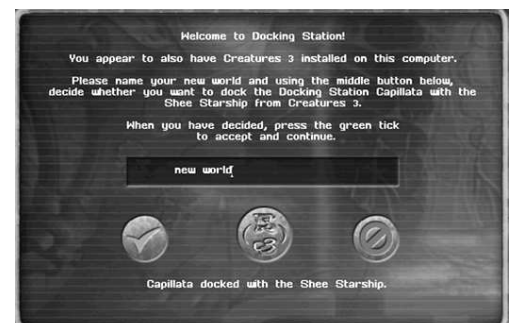 Welcome to Docking Station!
You appear to also have Creatures 3 installed on this computer.
Please name your new world and using the middle button below,
decide whether you want to dock the Docking Station Capillata with the
Shee Starship from Creatures 3.
When you have decided, press the green tick
to accept and continue.
new world
Capillata docked with the Shee Starship.